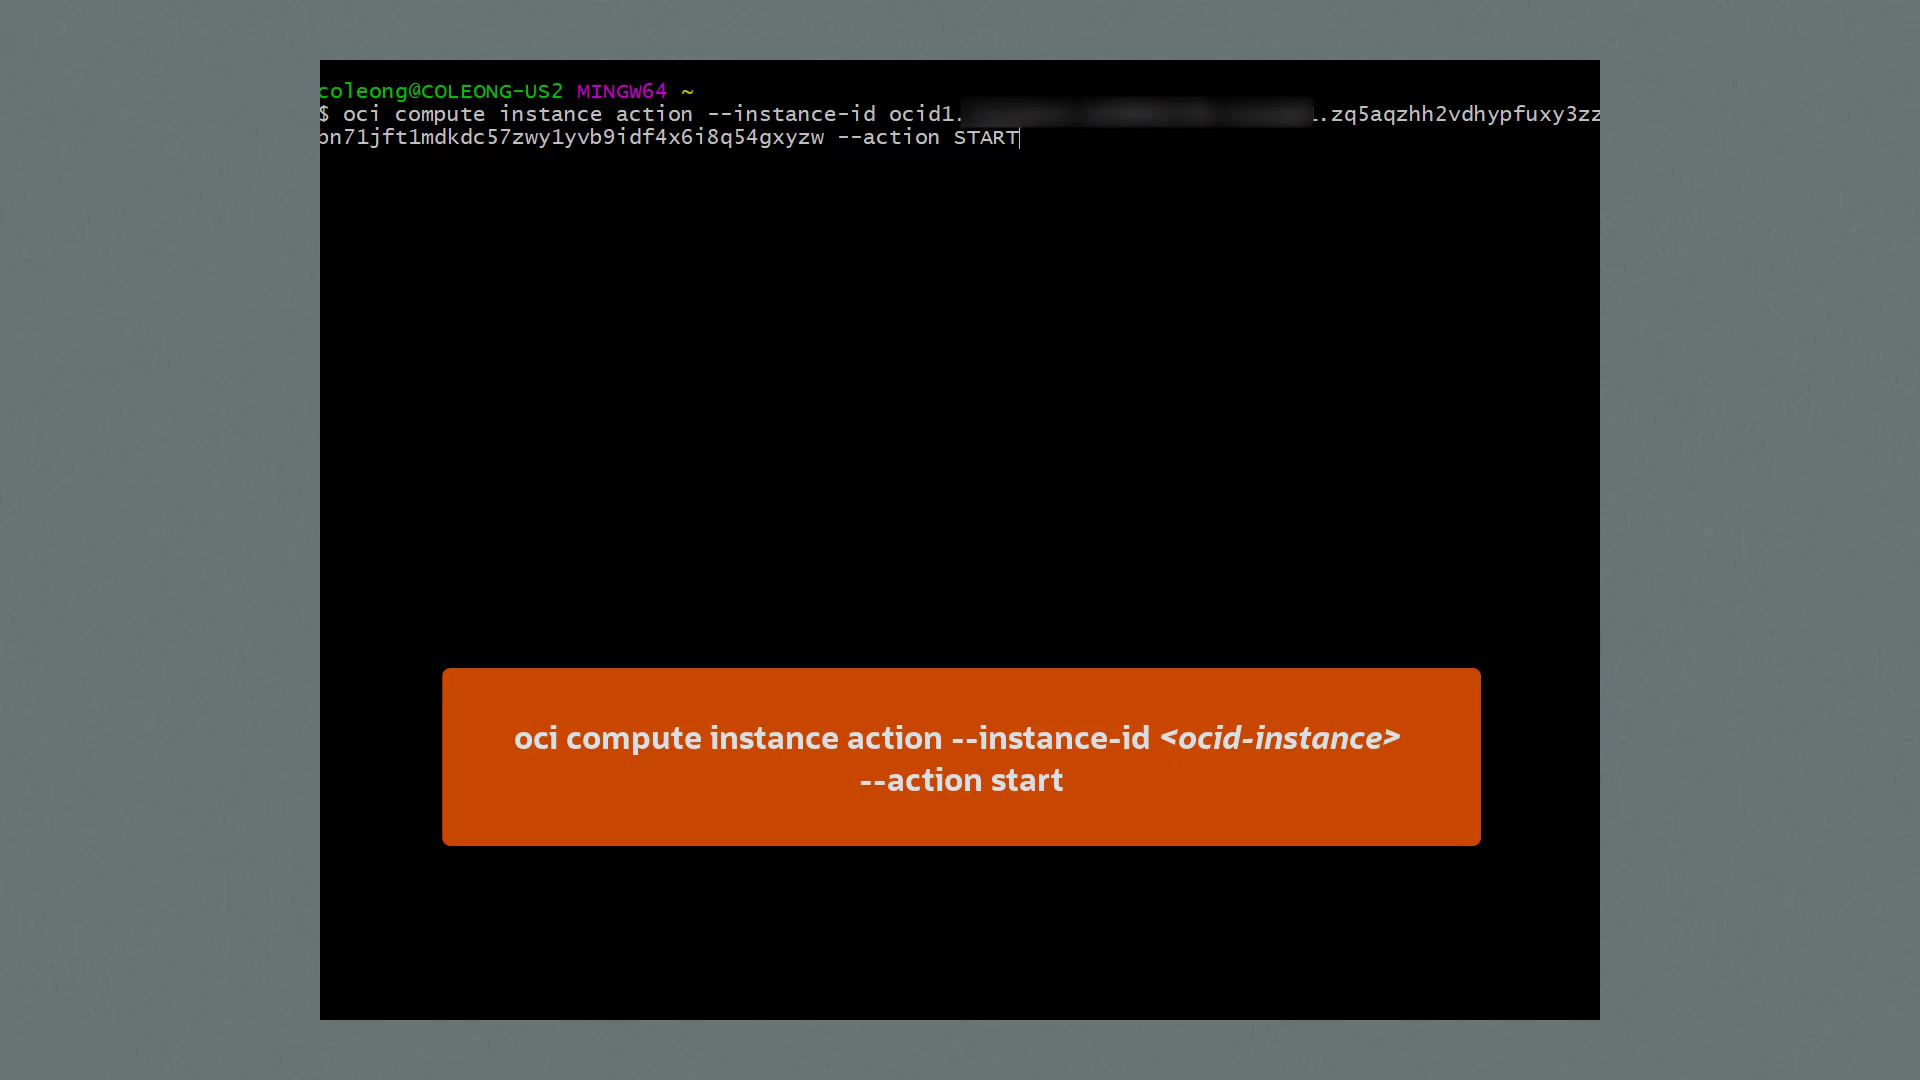 coleong@COLEONG-US2 MINGW64 ~
$ oci compute instance action --instance-id ocid1. .zq5aqzhh2vdhypfuxy3zz
bn71jft1mdkdc57zwy1yvb9idf4x6i8q54gxyzw --action START
oci compute instance action --instance-id <ocid-instance>
--action start